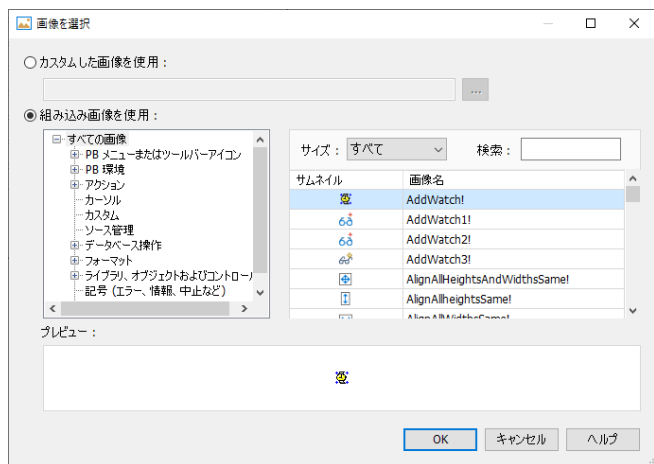 画像を選択
カスタムした画像を使用：
...
組み込み画像を使用：
すべての画像
PB メニューまたはツールバーアイコン
PB 環境
アクション
カーソル
カスタム
ソース管理
データベース操作
フォーマット
ライブラリ、オブジェクトおよびコントロー
記号 (エラー、情報、中止など)
サイズ： すべて 検索：
サムネイル 画像名
AddWatch!
AddWatch1!
AddWatch2!
AddWatch3!
AlignAllHeightsAndWidthsSame!
AlignAllheightsSame!
AlignAllWidthsSame!
プレビュー：
OK キャンセル ヘルプ